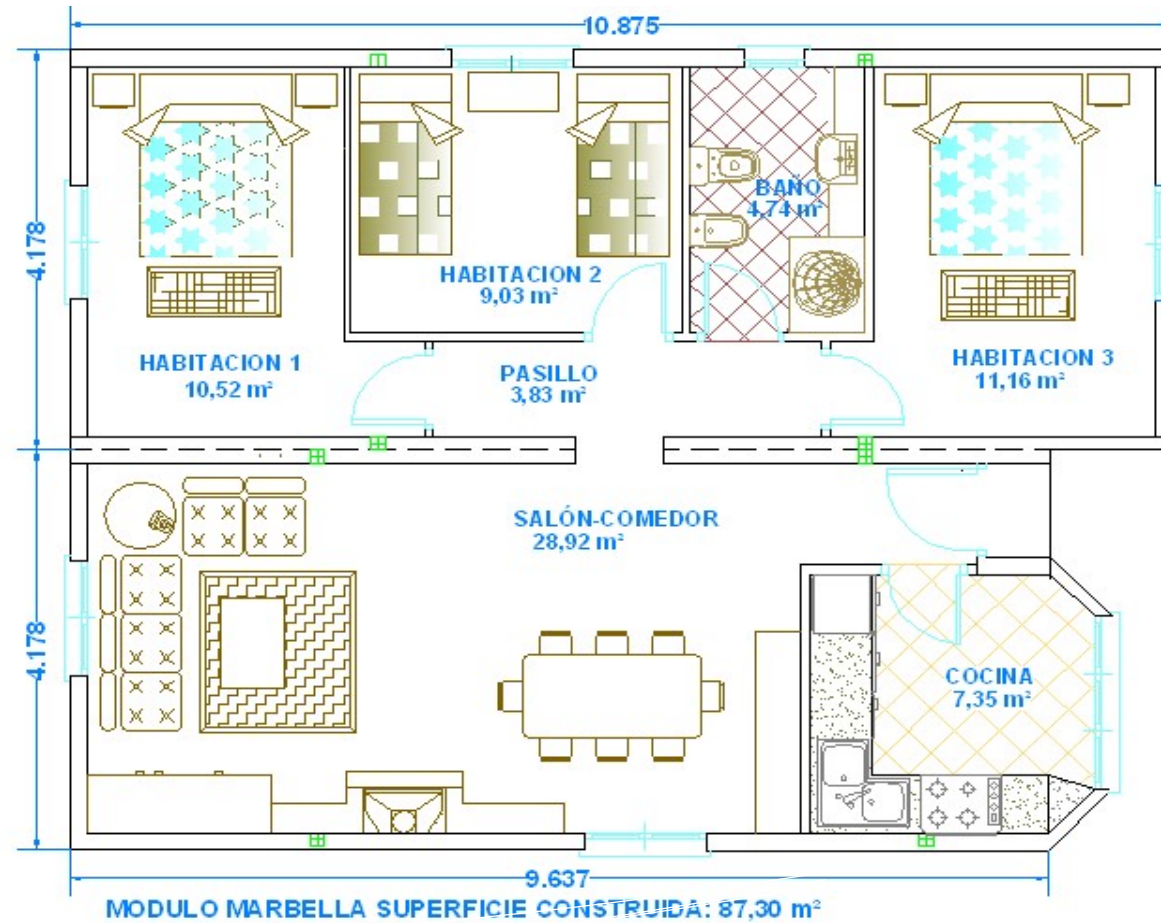 10.875
4.178
BAÑO
4,74 m²
HABITACION 2
9,03 m²
HABITACION 1
10,52 m²
PASILLO
3,83 m²
HABITACION 3
11,16 m²
SALÓN-COMEDOR
28,92 m²
4.178
COCINA
7,35 m²
9.637
MODULO MARBELLA SUPERFICIE CONSTRUIDA: 87,30 m²